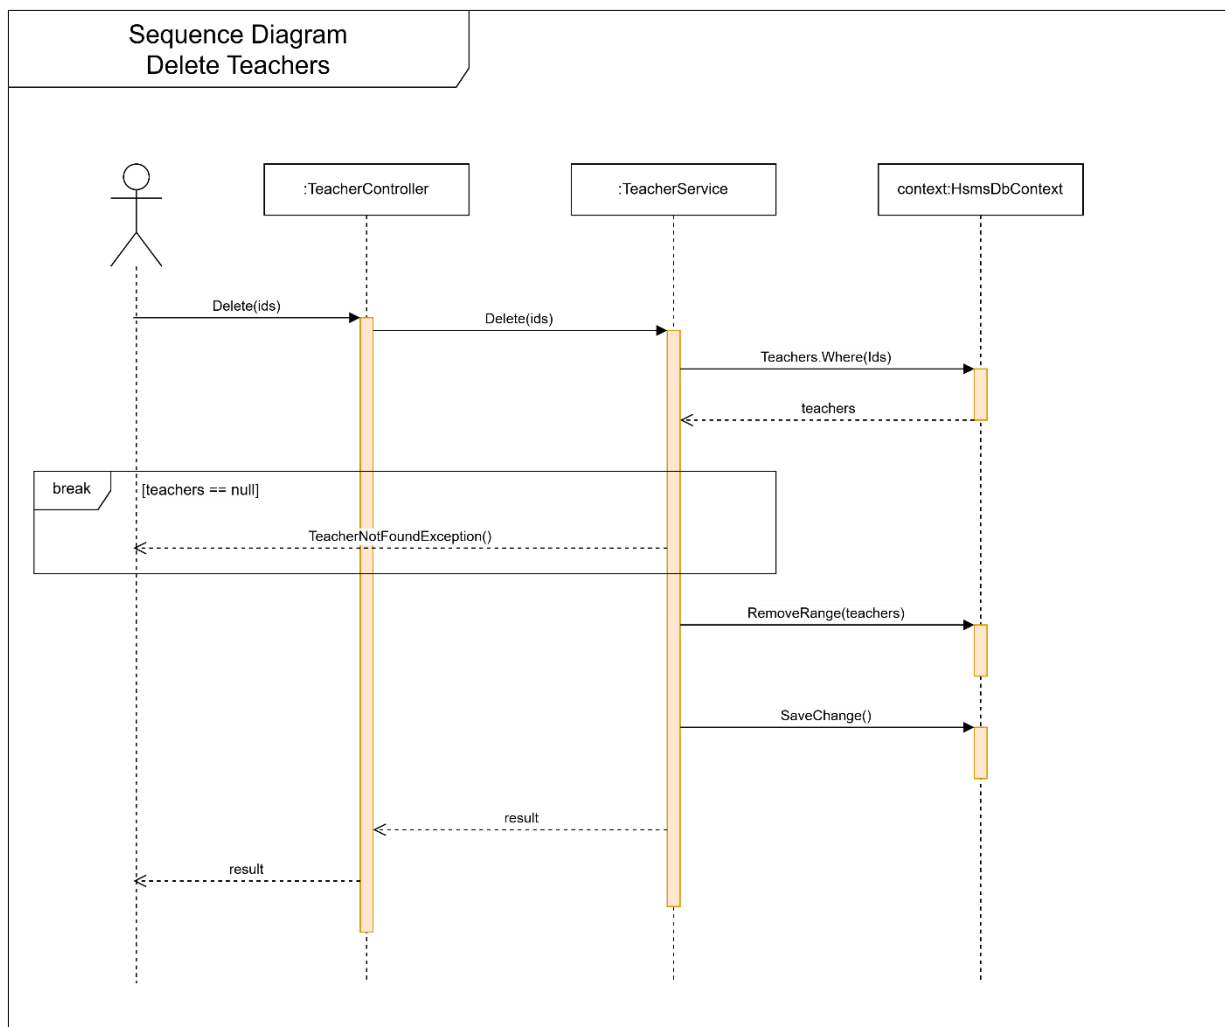 Sequence Diagram
Delete Teachers
:TeacherController
:TeacherService
context:HsmsDbContext
Delete(ids)
Delete(ids)
Teachers.Where(Ids)
teachers
break
[teachers == null]
TeacherNotFoundException()
RemoveRange(teachers)
SaveChange()
result
result